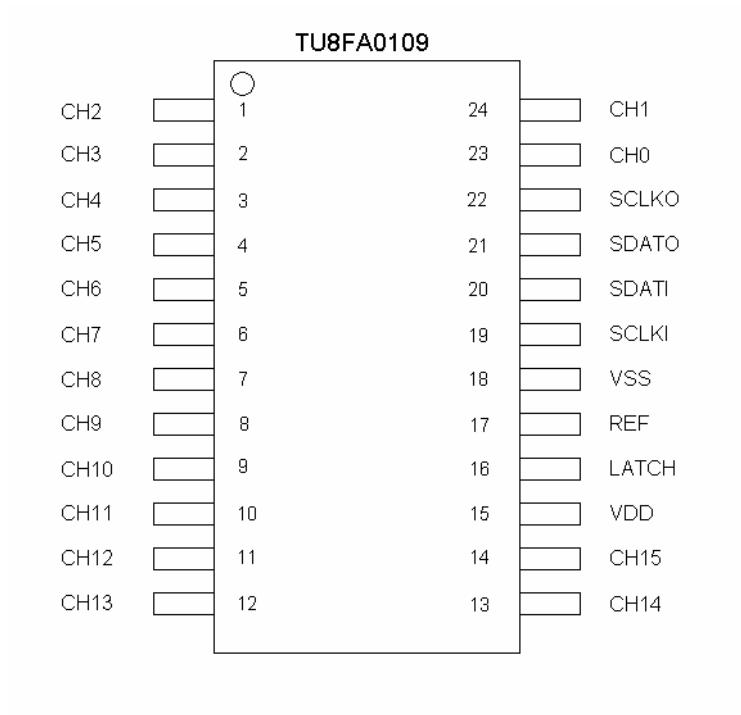 TU8FA0109
CH2 1 24 CH1
CH3 2 23 CH0
CH4 3 22 SCLKO
CH5 4 21 SDATO
CH6 5 20 SDATI
CH7 6 19 SCLKI
CH8 7 18 VSS
CH9 8 17 REF
CH10 9 16 LATCH
CH11 10 15 VDD
CH12 11 14 CH15
CH13 12 13 CH14